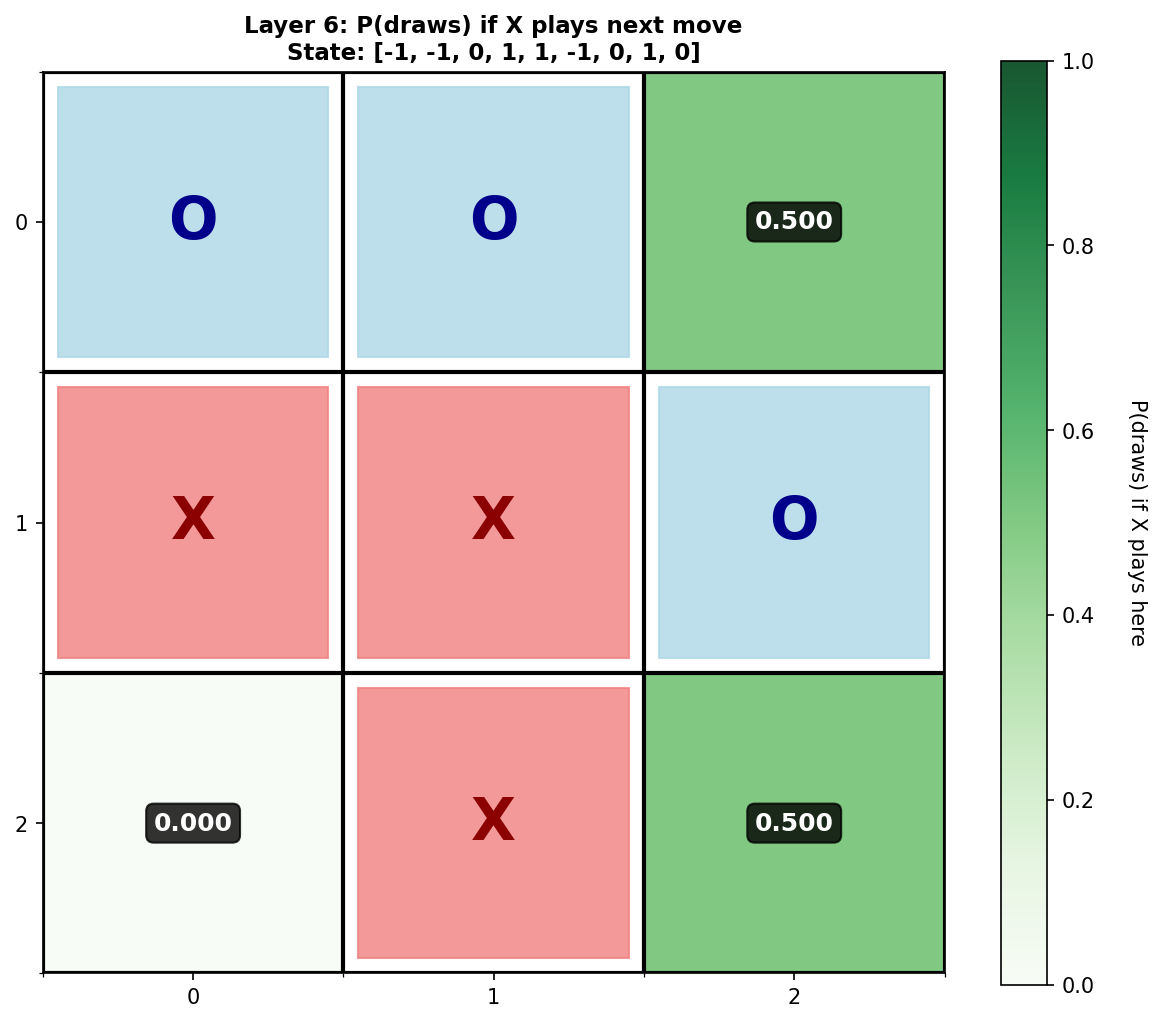 Layer 6: P(draws) if X plays next move
State: [-1, -1, 0, 1, 1, -1, 0, 1, 0]
0
O
O
0.500
1
X
X
O
2
0.000
X
0.500
0
1
2
1.0
0.8
0.6
0.4
0.2
0.0
P(draws) if X plays here